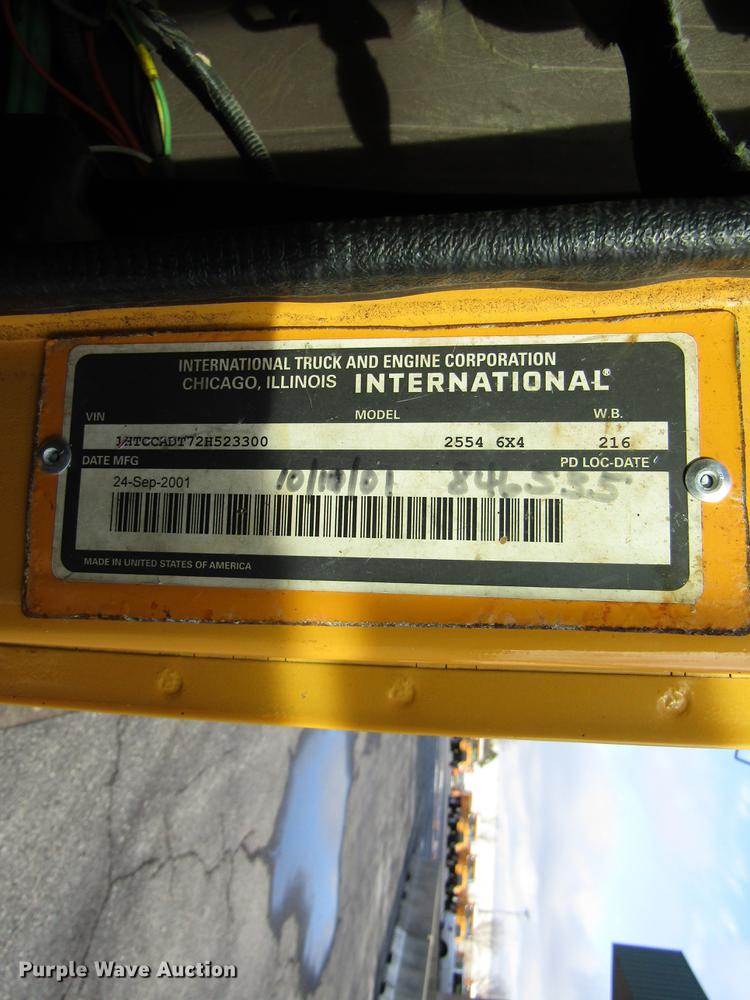 INTERNATIONAL TRUCK AND ENGINE CORPORATION
CHICAGO, ILLINOIS INTERNATIONAL®
VIN MODEL W.B.
2554 6X4 216
DATE MFG PD LOC-DATE
24-Sep-2001
MADE IN UNITED STATES OF AMERICA
Purple Wave Auction